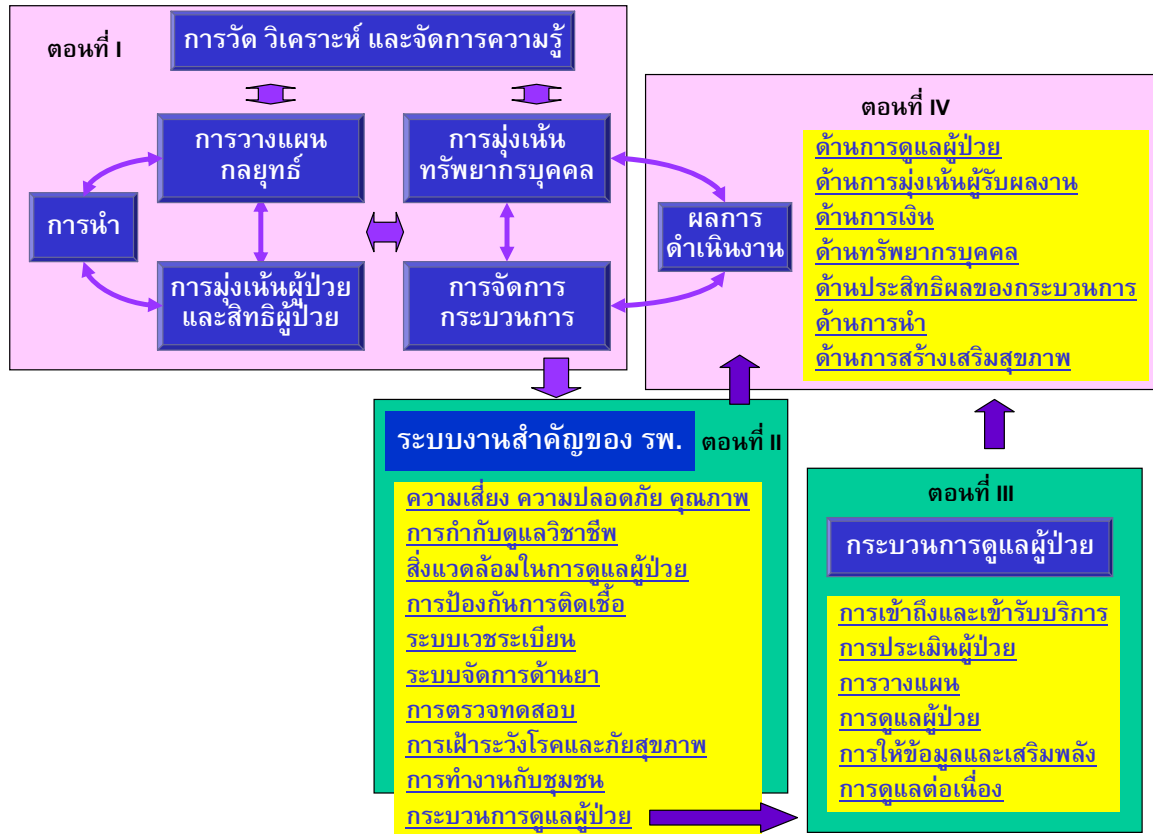 ตอนที่ I
การวัด วิเคราะห์ และจัดการความรู้
การวางแผน
กลยุทธ์
การมุ่งเน้น
ทรัพยากรบุคคล
การนำ
การมุ่งเน้นผู้ป่วย
และสิทธิผู้ป่วย
การจัดการ
กระบวนการ
ผลการ
ดำเนินงาน
ตอนที่ IV
ด้านการดูแลผู้ป่วย
ด้านการมุ่งเน้นผู้รับผลงาน
ด้านการเงิน
ด้านทรัพยากรบุคคล
ด้านประสิทธิผลของกระบวนการ
ด้านการนำ
ด้านการสร้างเสริมสุขภาพ
ระบบงานสำคัญของ รพ.
ตอนที่ II
ความเสี่ยง ความปลอดภัย คุณภาพ
การกำกับดูแลวิชาชีพ
สิ่งแวดล้อมในการดูแลผู้ป่วย
การป้องกันการติดเชื้อ
ระบบเวชระเบียน
ระบบจัดการด้านยา
การตรวจทดสอบ
การเฝ้าระวังโรคและภัยสุขภาพ
การทำงานกับชุมชน
กระบวนการดูแลผู้ป่วย
ตอนที่ III
กระบวนการดูแลผู้ป่วย
การเข้าถึงและเข้ารับบริการ
การประเมินผู้ป่วย
การวางแผน
การดูแลผู้ป่วย
การให้ข้อมูลและเสริมพลัง
การดูแลต่อเนื่อง